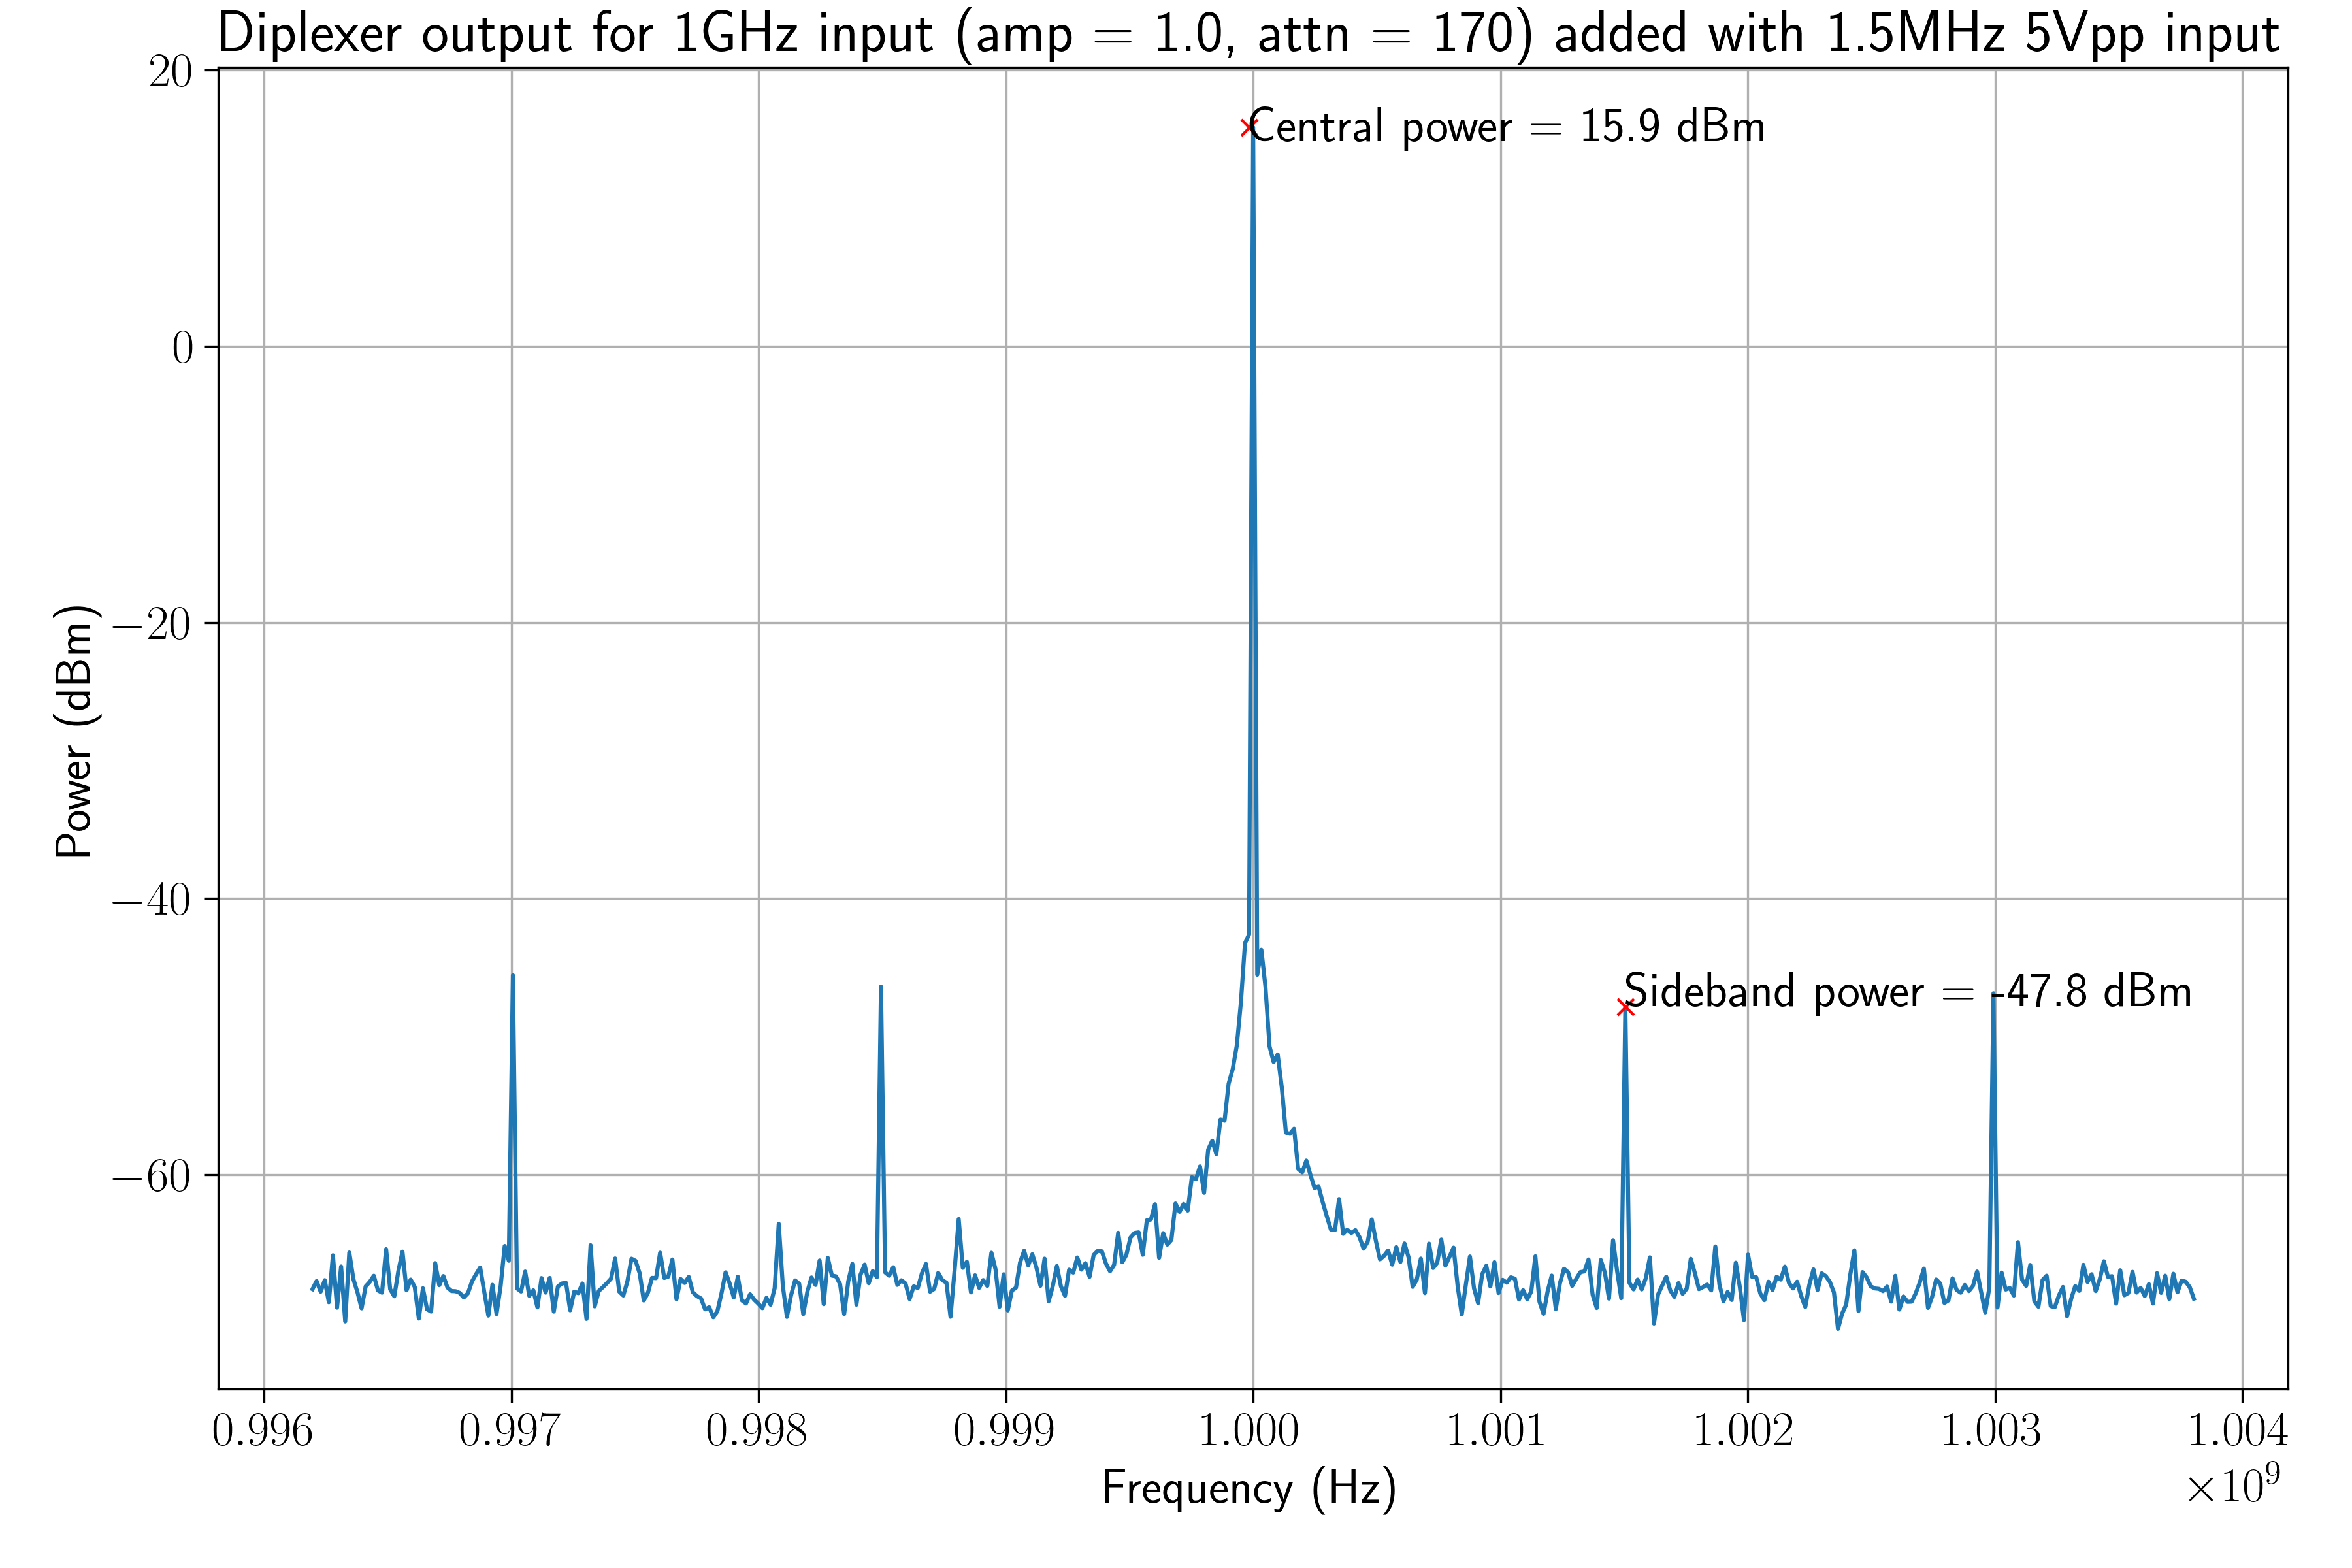 Diplexer output for 1GHz input (amp = 1.0, attn = 170) added with 1.5MHz 5Vpp input
20
Central power = 15.9 dBm
0
−20
Power (dBm)
−40
Sideband power = -47.8 dBm
−60
0.996 0.997 0.998 0.999 1.000 1.001 1.002 1.003 1.004
Frequency (Hz)
×10⁹